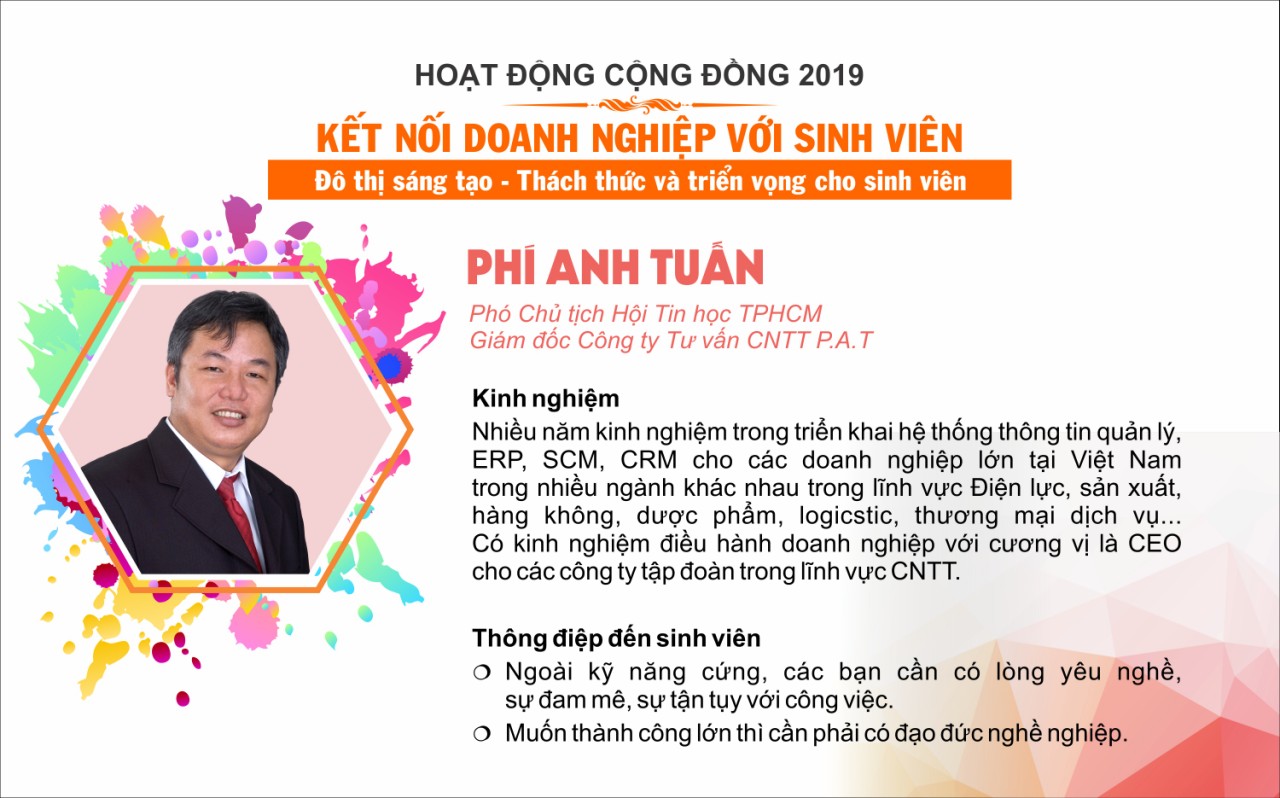 HOẠT ĐỘNG CỘNG ĐỒNG 2019
KẾT NỐI DOANH NGHIỆP VỚI SINH VIÊN
Đô thị sáng tạo - Thách thức và triển vọng cho sinh viên
PHÍ ANH TUẤN
Phó Chủ tịch Hội Tin học TPHCM
Giám đốc Công ty Tư vấn CNTT P.A.T
Kinh nghiệm
Nhiều năm kinh nghiệm trong triển khai hệ thống thông tin quản lý,
ERP, SCM, CRM cho các doanh nghiệp lớn tại Việt Nam
trong nhiều ngành khác nhau trong lĩnh vực Điện lực, sản xuất,
hàng không, dược phẩm, logicstic, thương mại dịch vụ...
Có kinh nghiệm điều hành doanh nghiệp với cương vị là CEO
cho các công ty tập đoàn trong lĩnh vực CNTT.
Thông điệp đến sinh viên
❍ Ngoài kỹ năng cứng, các bạn cần có lòng yêu nghề,
sự đam mê, sự tận tụy với công việc.
❍ Muốn thành công lớn thì cần phải có đạo đức nghề nghiệp.